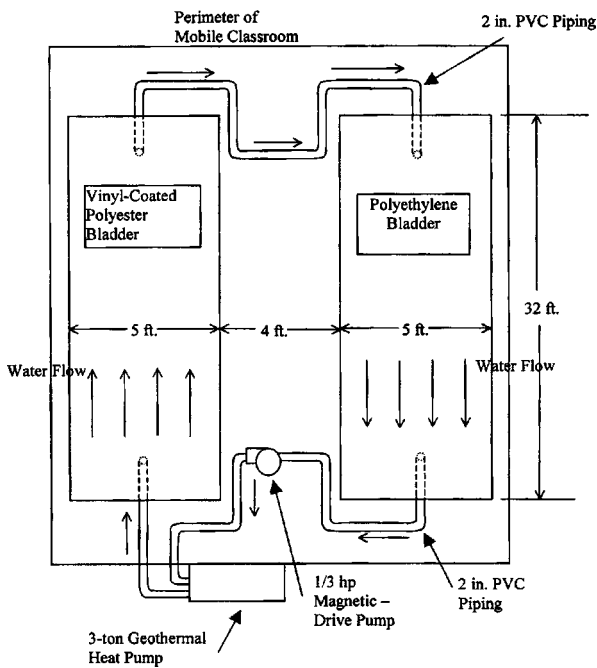 Perimeter of
Mobile Classroom
2 in. PVC Piping
Vinyl-Coated
Polyester
Bladder
Polyethylene
Bladder
32 ft.
5 ft.
4 ft.
5 ft.
Water Flow
Water Flow
1/3 hp
Magnetic –
Drive Pump
2 in. PVC
Piping
3-ton Geothermal
Heat Pump